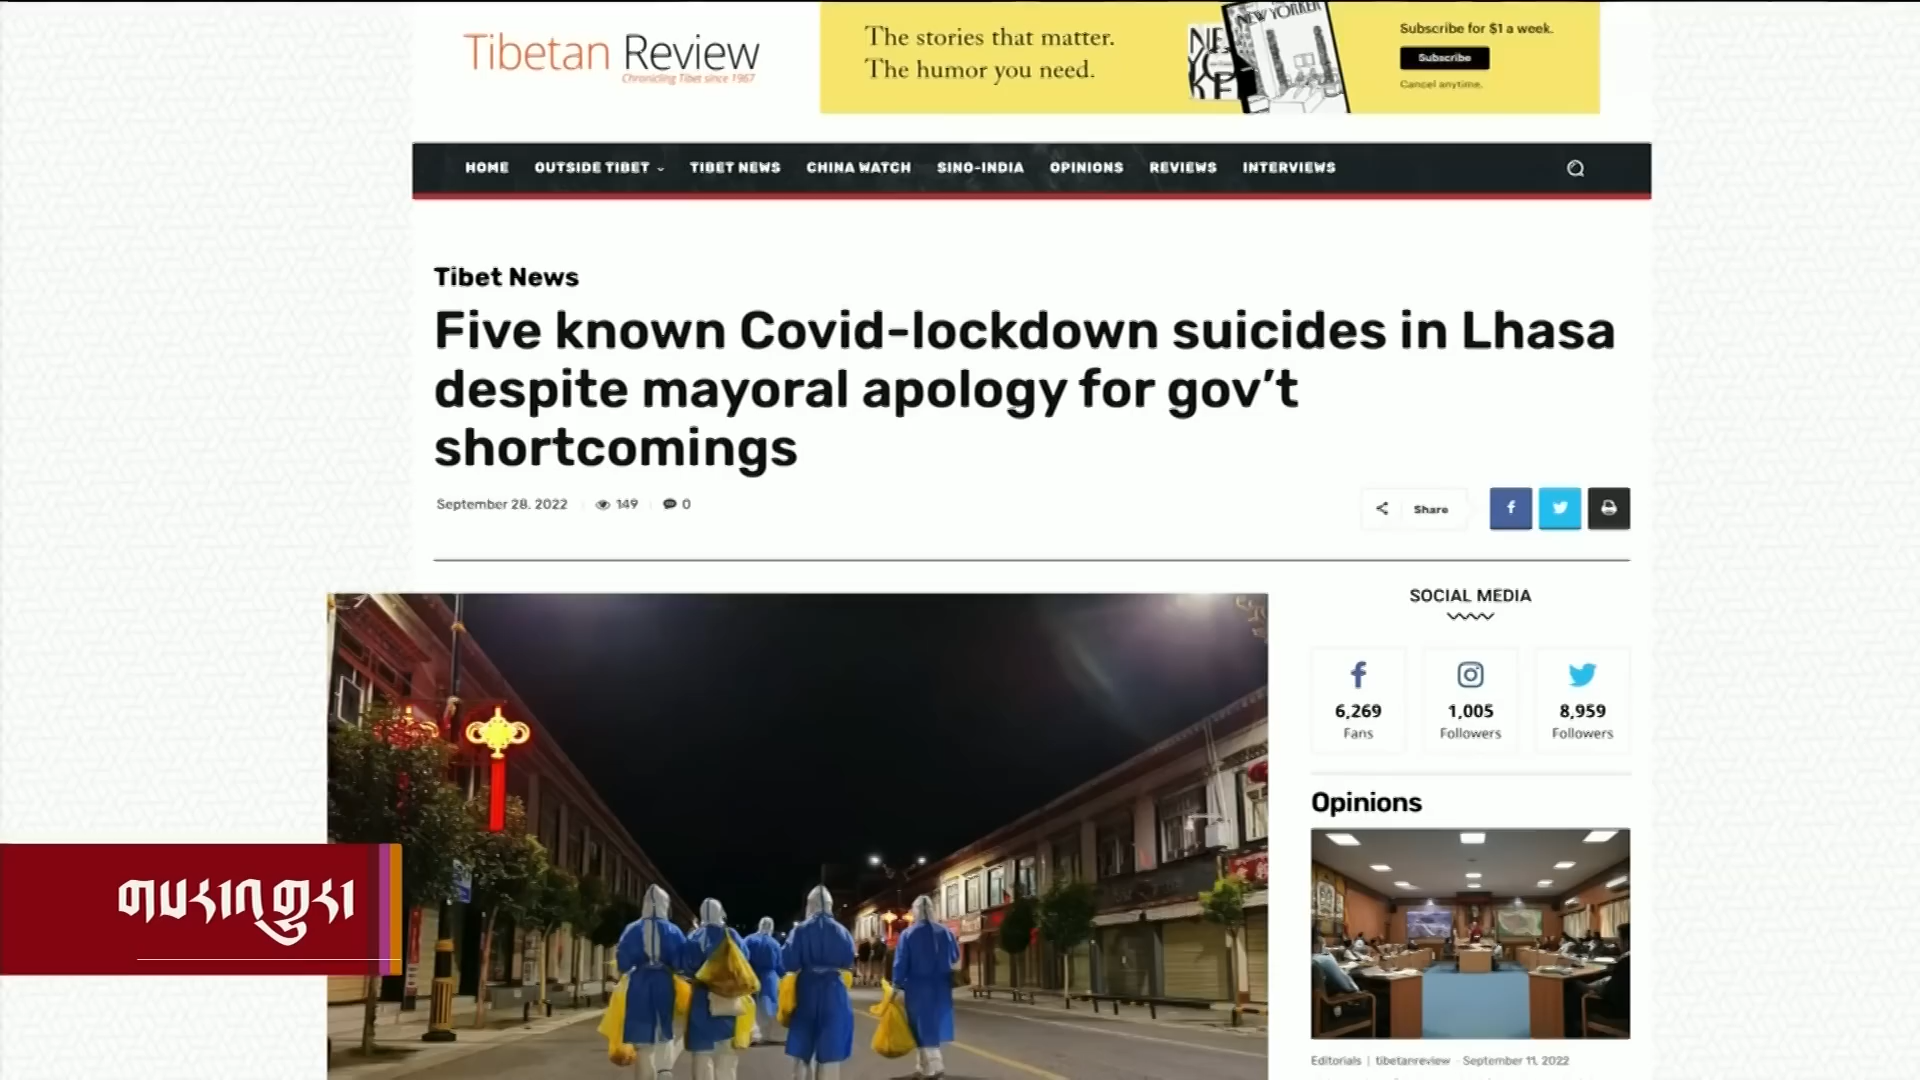 Tibetan Review
Chronicling Tibet since 1967
The stories that matter.
The humor you need.
NEW YORKER
Subscribe for $1 a week.
Subscribe
Cancel anytime.
HOME OUTSIDE TIBET TIBET NEWS CHINA WATCH SINO-INDIA OPINIONS REVIEWS INTERVIEWS
Tibet News
Five known Covid-lockdown suicides in Lhasa
despite mayoral apology for gov’t
shortcomings
September 28, 2022 149 0
Share
SOCIAL MEDIA
6,269 1,005 8,959
Fans Followers Followers
Opinions
Editorials | tibetanreview - September 11, 2022